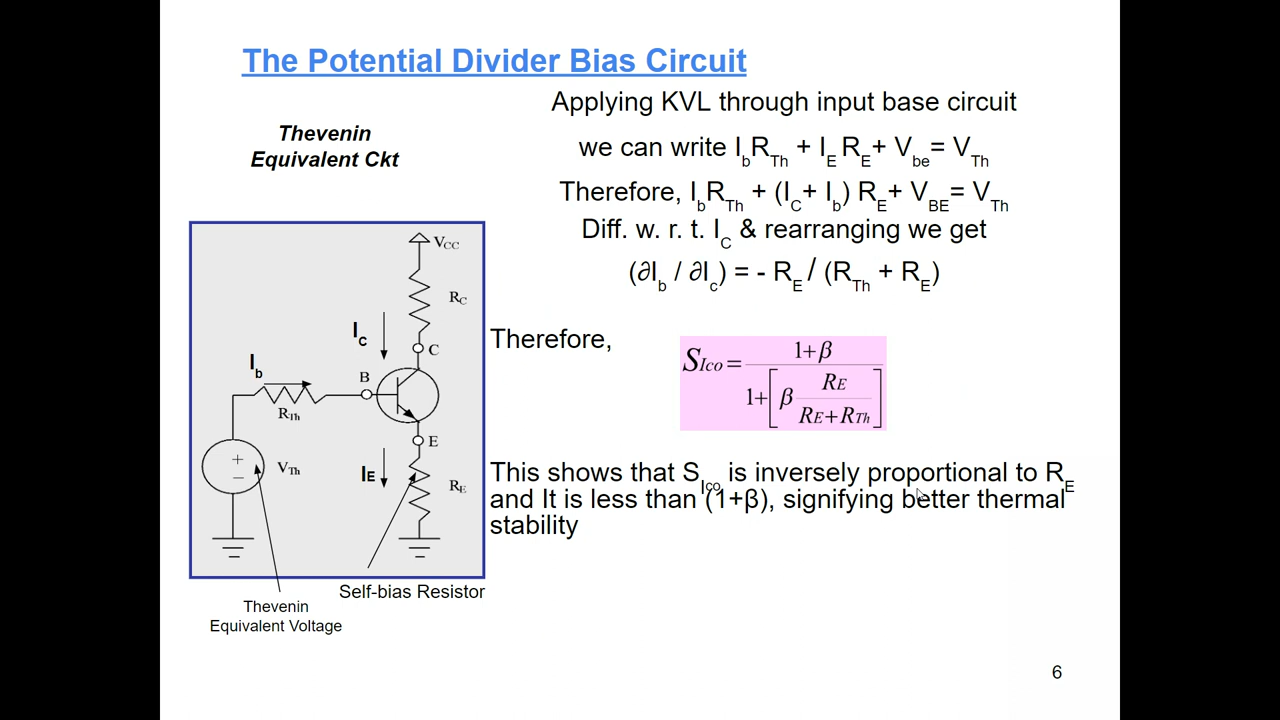 The Potential Divider Bias Circuit
Applying KVL through input base circuit
Thevenin
Equivalent Ckt
we can write IbRTh + IE RE+ Vbe= VTh
Therefore, IbRTh + (IC+ Ib) RE+ VBE= VTh
Diff. w. r. t. IC & rearranging we get
(∂Ib / ∂Ic) = - RE / (RTh + RE)
VCC
RC
IC
C
Ib
B
RTh
E
+
−
VTh
IE
RE
Therefore,
SIco = 1+β / 1+[β RE / RE+RTh]
This shows that SIco is inversely proportional to RE
and It is less than (1+β), signifying better thermal
stability
Self-bias Resistor
Thevenin
Equivalent Voltage
6